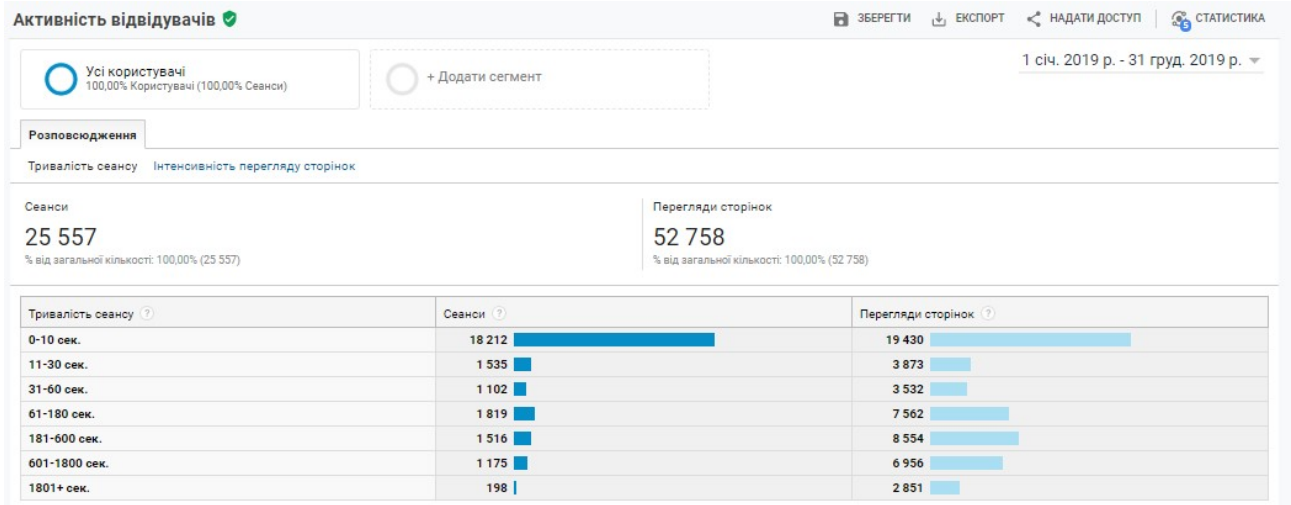 Активність відвідувачів
ЗБЕРЕГТИ ЕКСПОРТ НАДАТИ ДОСТУП 5 СТАТИСТИКА
Усі користувачі
100,00% Користувачі (100,00% Сеанси)
+ Додати сегмент
1 січ. 2019 р. - 31 груд. 2019 р.
Розповсюдження
Тривалість сеансу Інтенсивність перегляду сторінок
Сеанси Перегляди сторінок
25 557 52 758
% від загальної кількості: 100,00% (25 557) % від загальної кількості: 100,00% (52 758)
Тривалість сеансу ? Сеанси ? Перегляди сторінок ?
0-10 сек. 18 212 19 430
11-30 сек. 1 535 3 873
31-60 сек. 1 102 3 532
61-180 сек. 1 819 7 562
181-600 сек. 1 516 8 554
601-1800 сек. 1 175 6 956
1801+ сек. 198 2 851